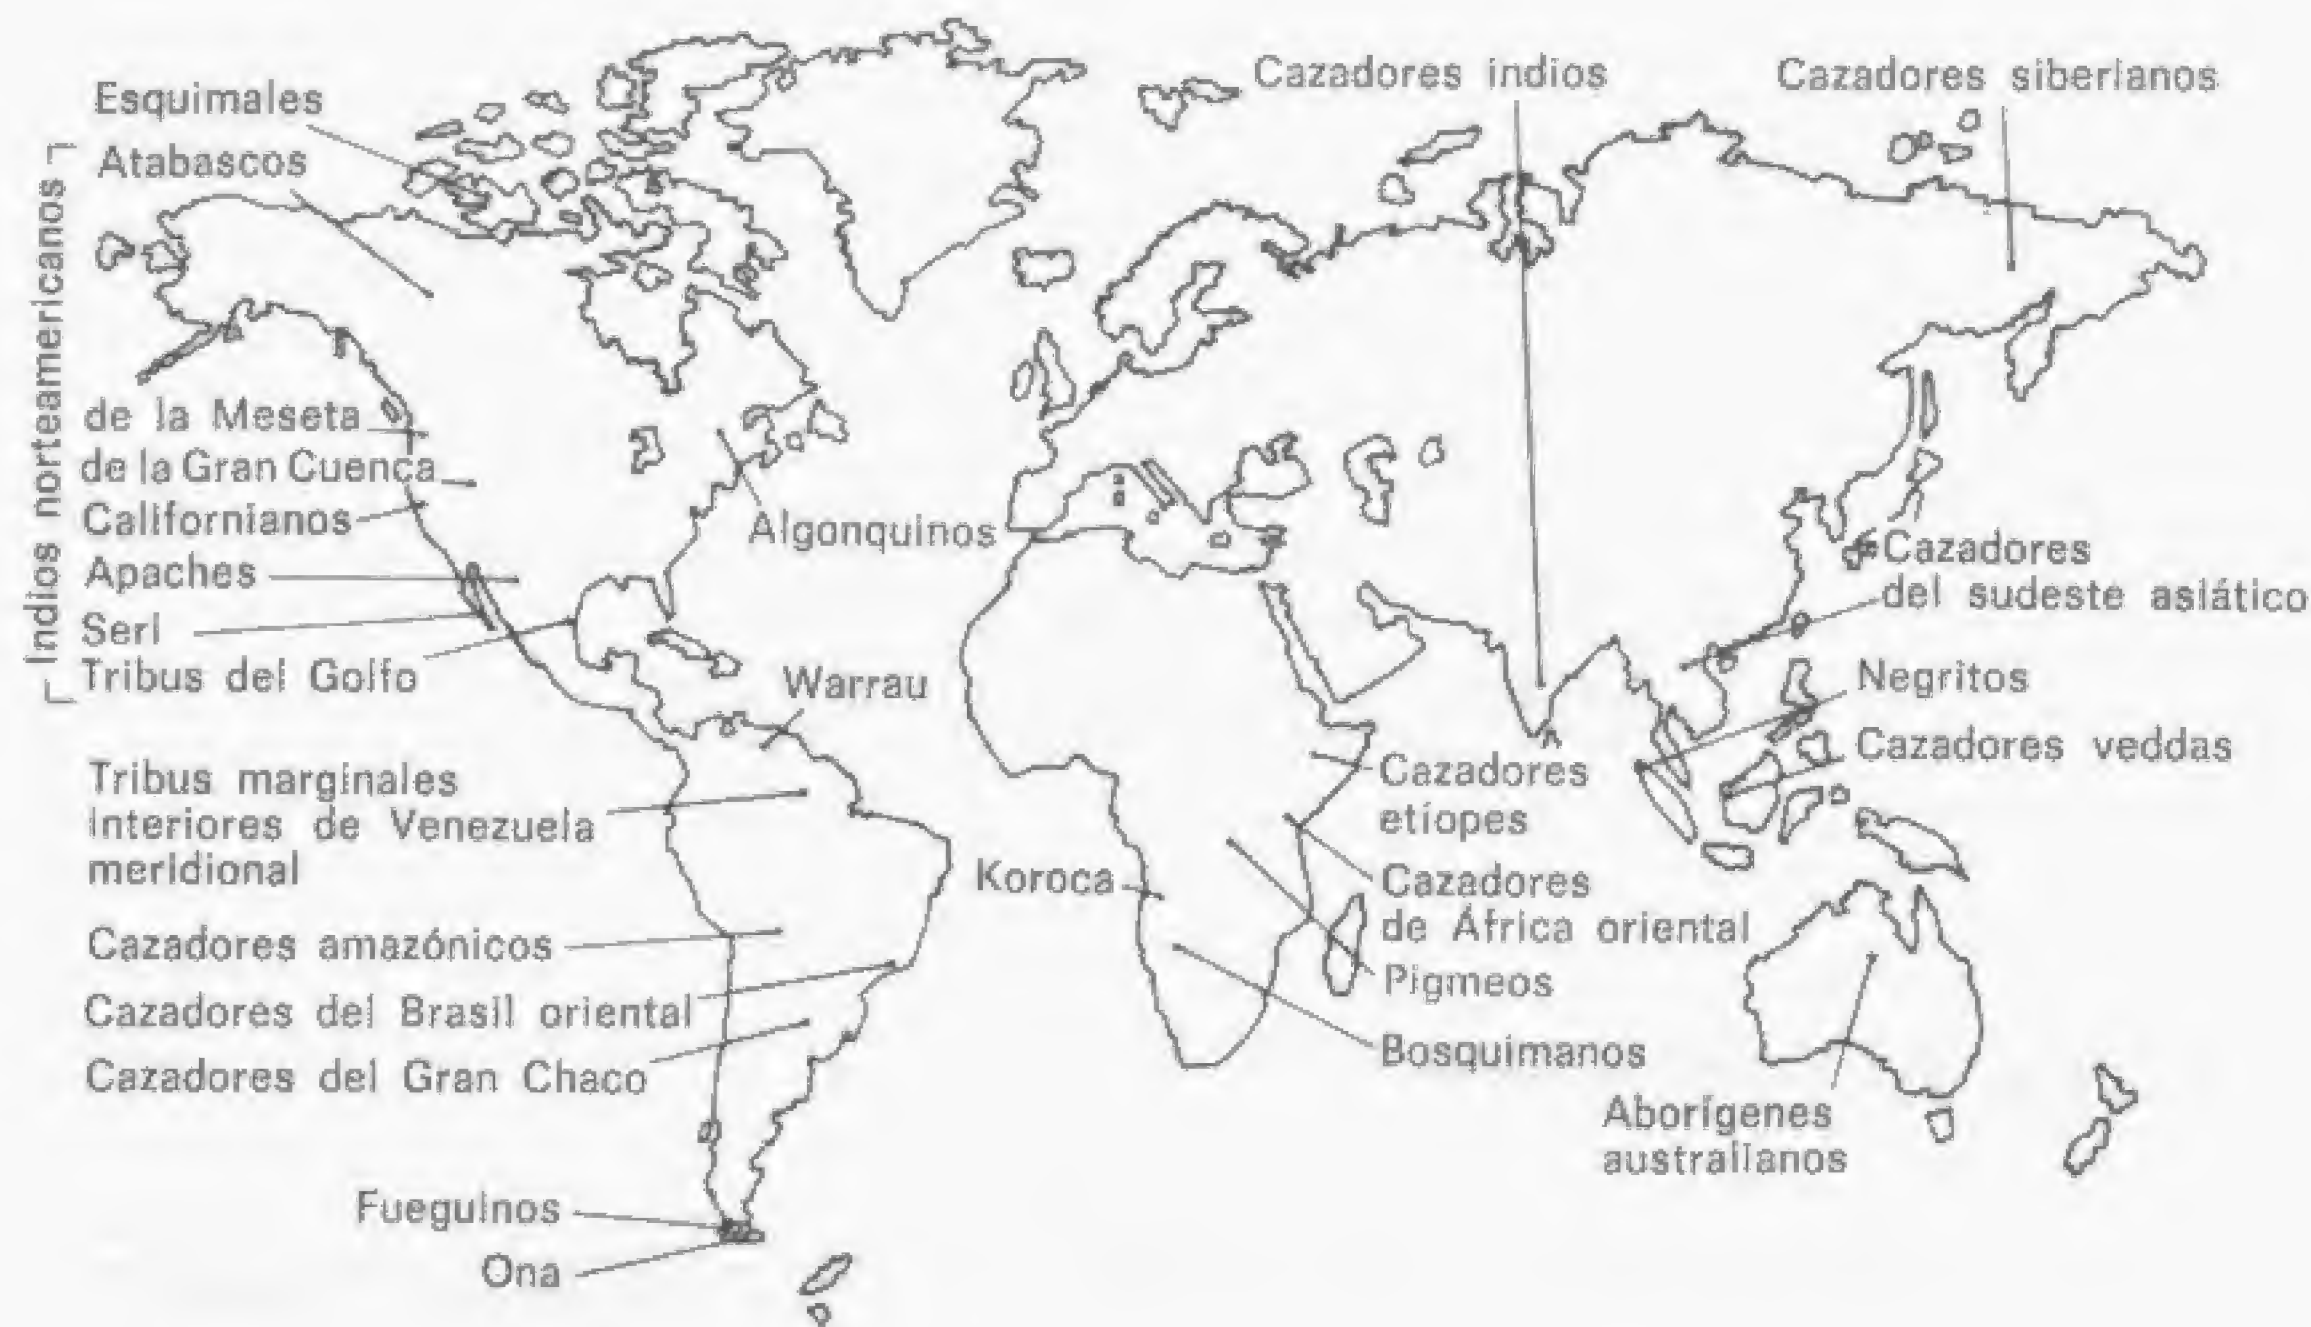 Esquimales
Atabascos
Indios norteamericanos
de la Meseta
de la Gran Cuenca
Californianos
Apaches
Seri
Tribus del Golfo
Algonquinos
Warrau
Tribus marginales
interiores de Venezuela
meridional
Cazadores amazónicos
Cazadores del Brasil oriental
Cazadores del Gran Chaco
Fueguinos
Ona
Cazadores indios
Cazadores siberianos
Cazadores
del sudeste asiático
Negritos
Cazadores veddas
Cazadores
etíopes
Koroca
Cazadores
de África oriental
Pigmeos
Bosquimanos
Aborígenes
australianos